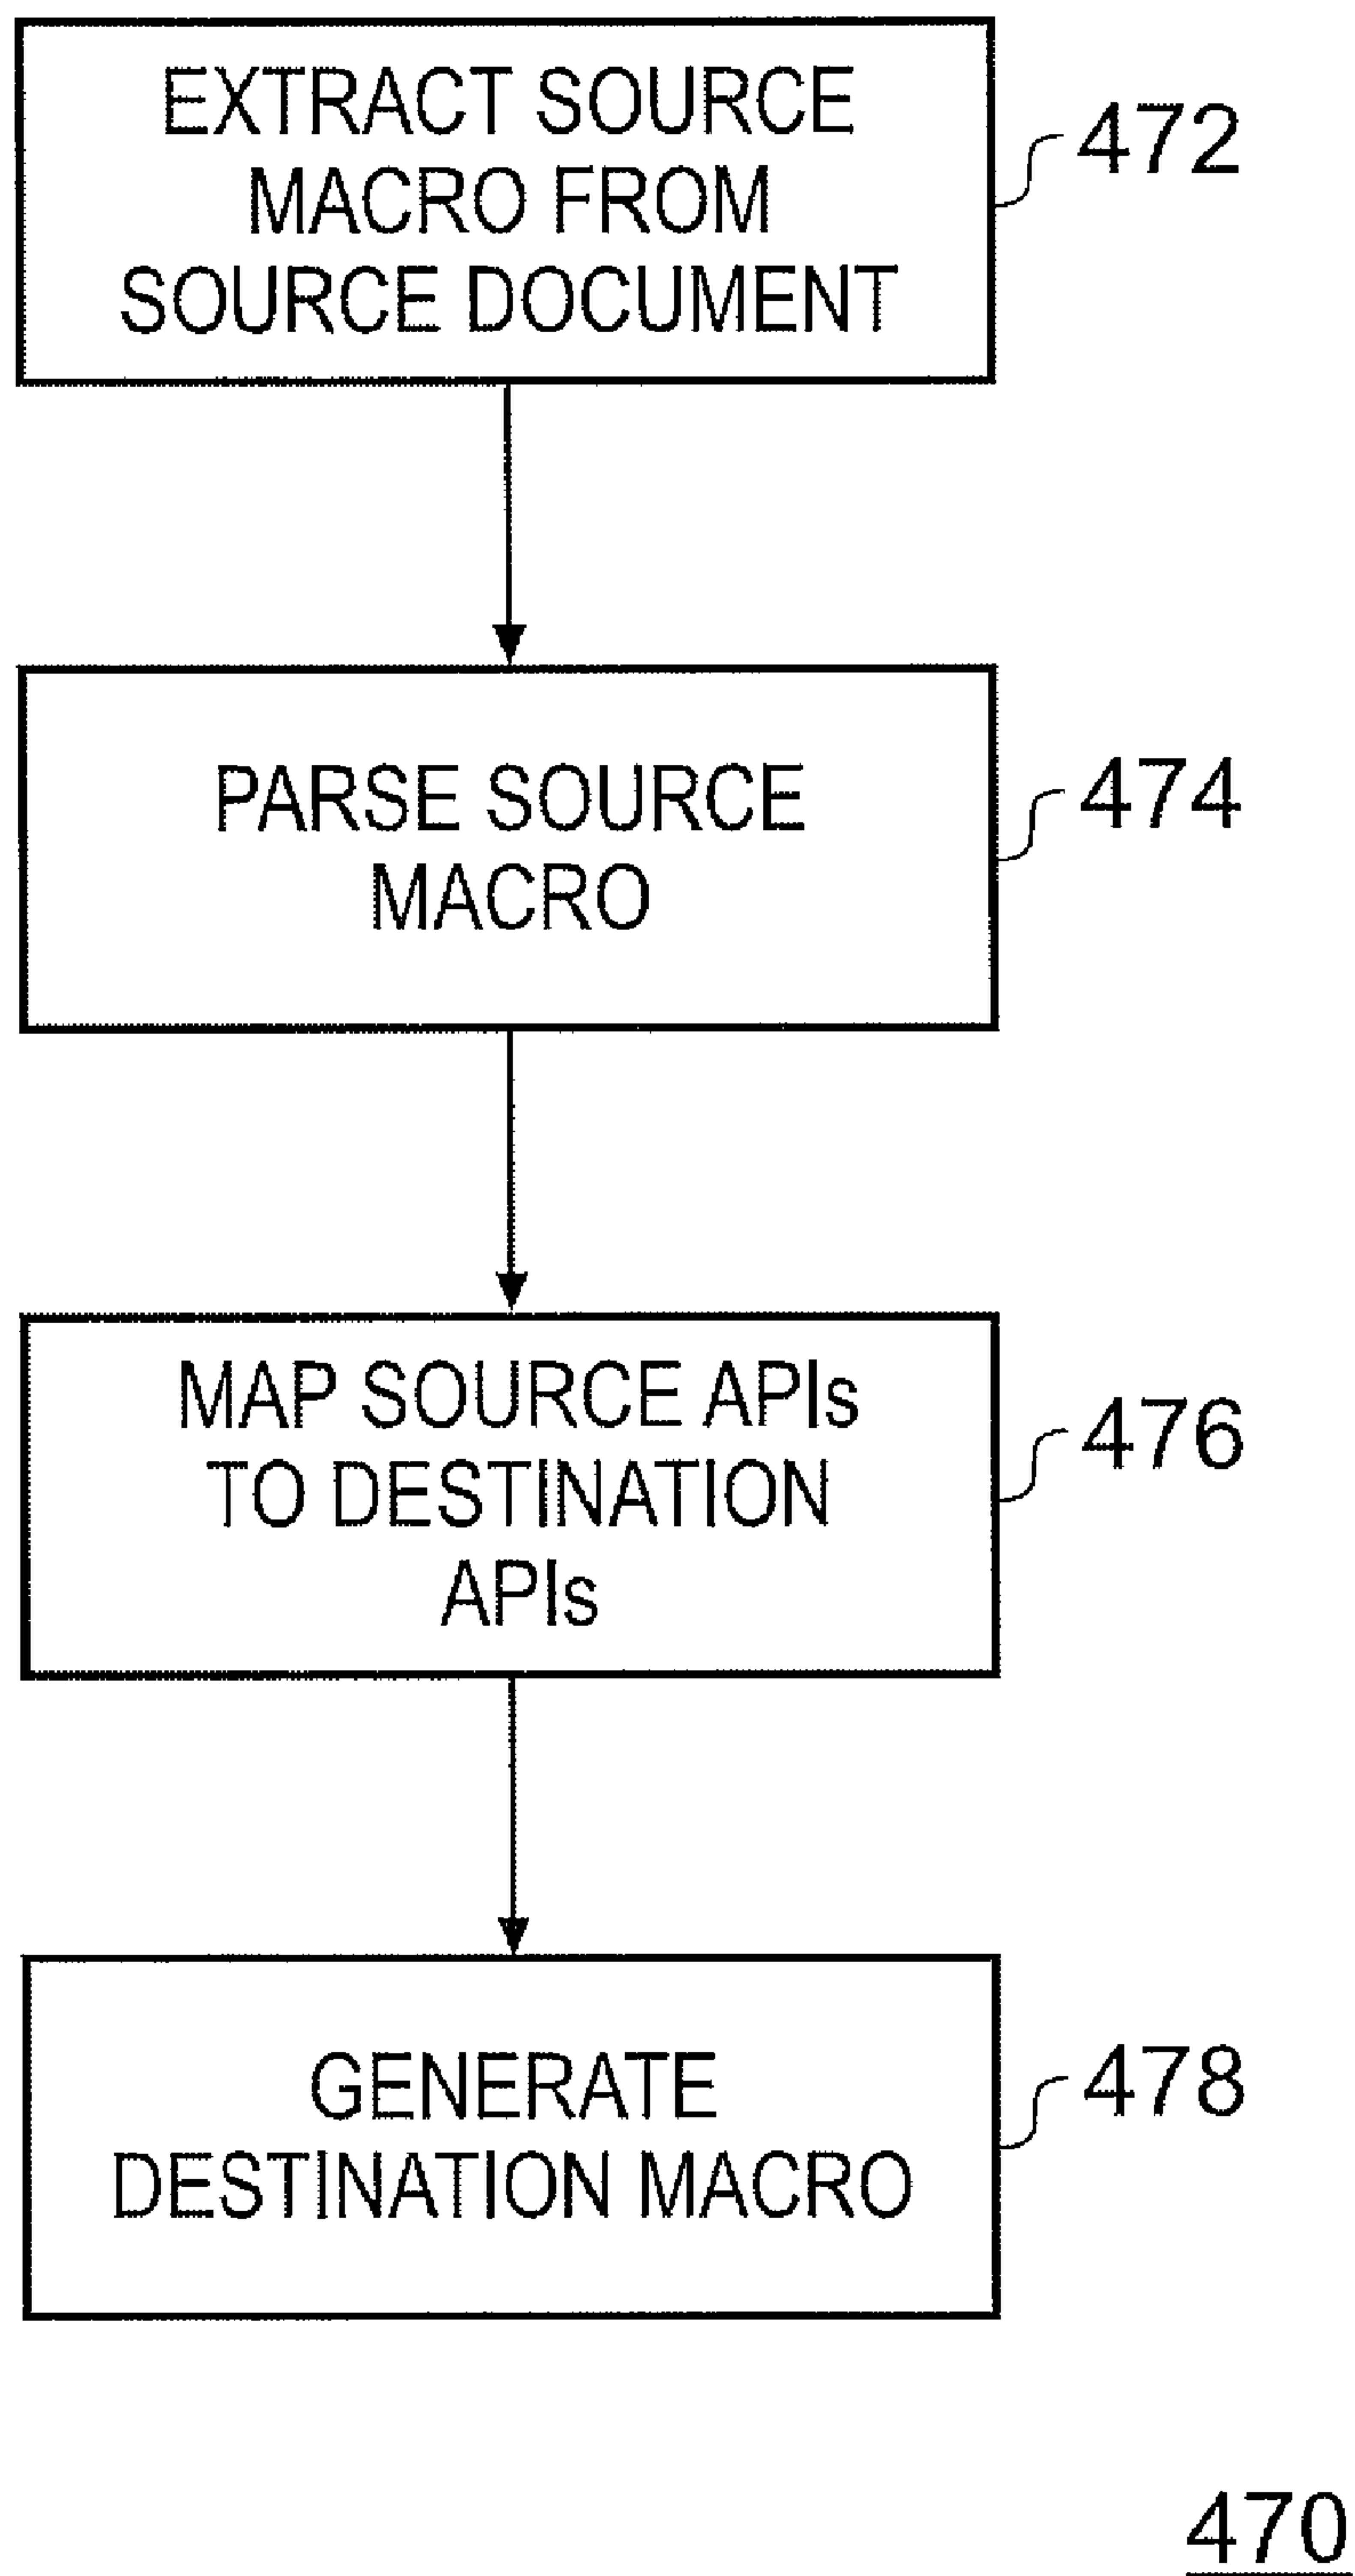 EXTRACT SOURCE
MACRO FROM
SOURCE DOCUMENT
472
PARSE SOURCE
MACRO
474
MAP SOURCE APIs
TO DESTINATION
APIs
476
GENERATE
DESTINATION MACRO
478
470